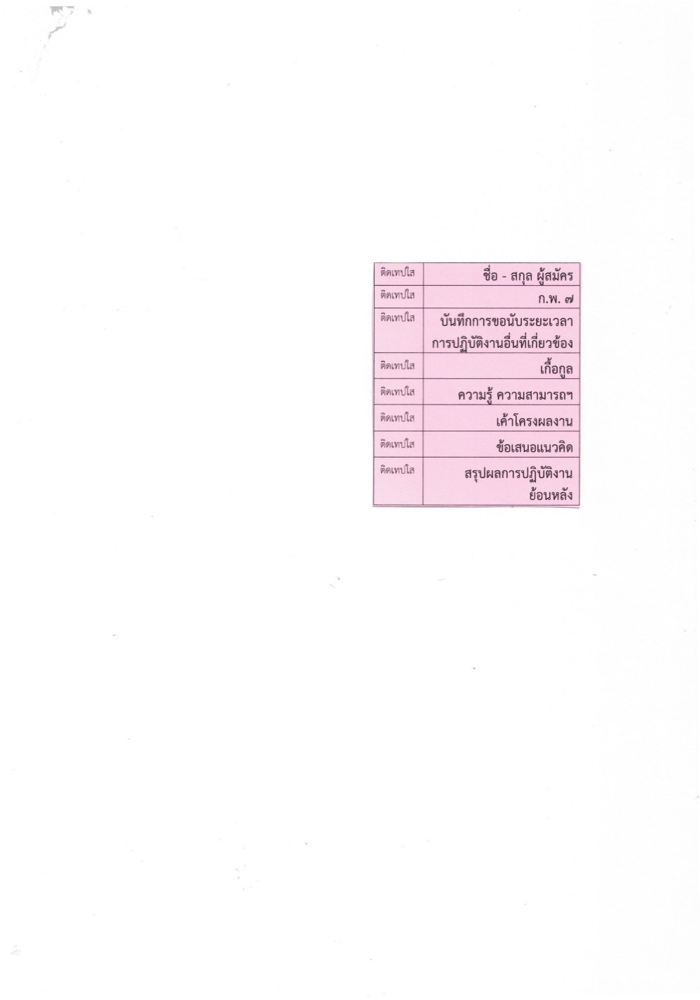 ติดเทปใส ชื่อ - สกุล ผู้สมัคร
ติดเทปใส ก.พ. ๗
ติดเทปใส บันทึกการขอนับระยะเวลา
การปฏิบัติงานอื่นที่เกี่ยวข้อง
ติดเทปใส เกื้อกูล
ติดเทปใส ความรู้ ความสามารถฯ
ติดเทปใส เค้าโครงผลงาน
ติดเทปใส ข้อเสนอแนวคิด
ติดเทปใส สรุปผลการปฏิบัติงาน
ย้อนหลัง